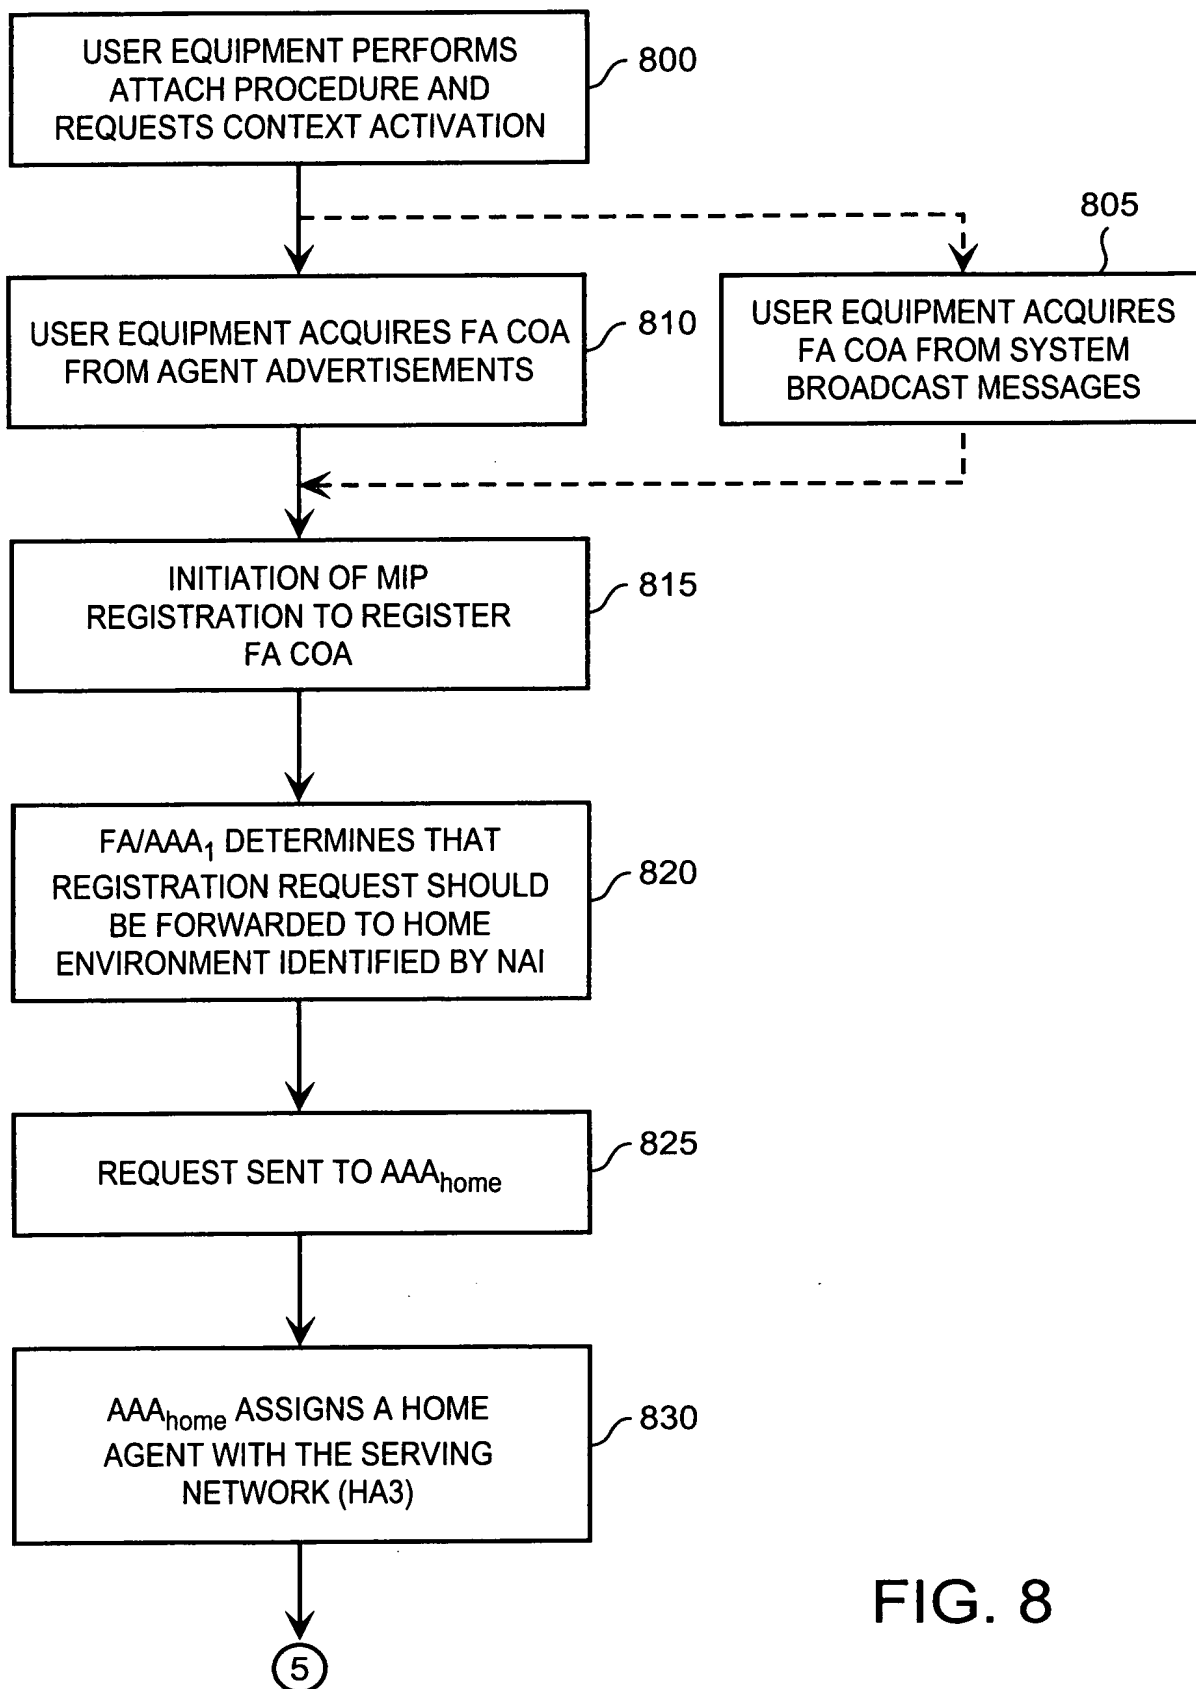 USER EQUIPMENT PERFORMS
ATTACH PROCEDURE AND
REQUESTS CONTEXT ACTIVATION
800
805
USER EQUIPMENT ACQUIRES FA COA
FROM AGENT ADVERTISEMENTS
810
USER EQUIPMENT ACQUIRES
FA COA FROM SYSTEM
BROADCAST MESSAGES
INITIATION OF MIP
REGISTRATION TO REGISTER
FA COA
815
FA/AAA1 DETERMINES THAT
REGISTRATION REQUEST SHOULD
BE FORWARDED TO HOME
ENVIRONMENT IDENTIFIED BY NAI
820
REQUEST SENT TO AAAhome
825
AAAhome ASSIGNS A HOME
AGENT WITH THE SERVING
NETWORK (HA3)
830
5
FIG. 8